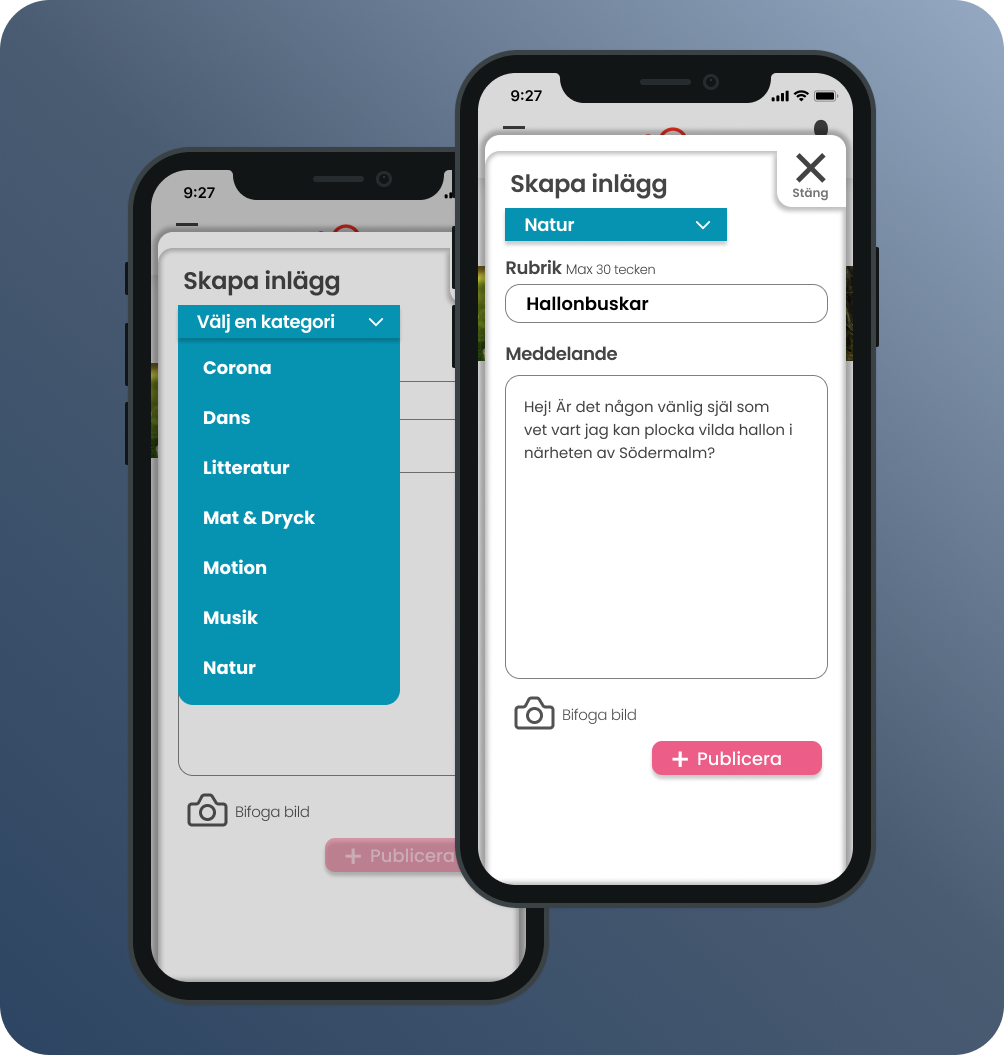 9:27
Skapa inlägg
Välj en kategori
Corona
Dans
Litteratur
Mat & Dryck
Motion
Musik
Natur
Bifoga bild
+ Publicera
9:27
Stäng
Skapa inlägg
Natur
Rubrik Max 30 tecken
Hallonbuskar
Meddelande
Hej! Är det någon vänlig själ som
vet vart jag kan plocka vilda hallon i
närheten av Södermalm?
Bifoga bild
+ Publicera